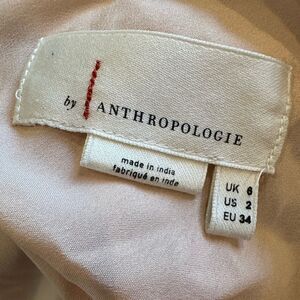 by ANTHROPOLOGIE
made in india
fabriqué en inde
UK 6
US 2
EU 34